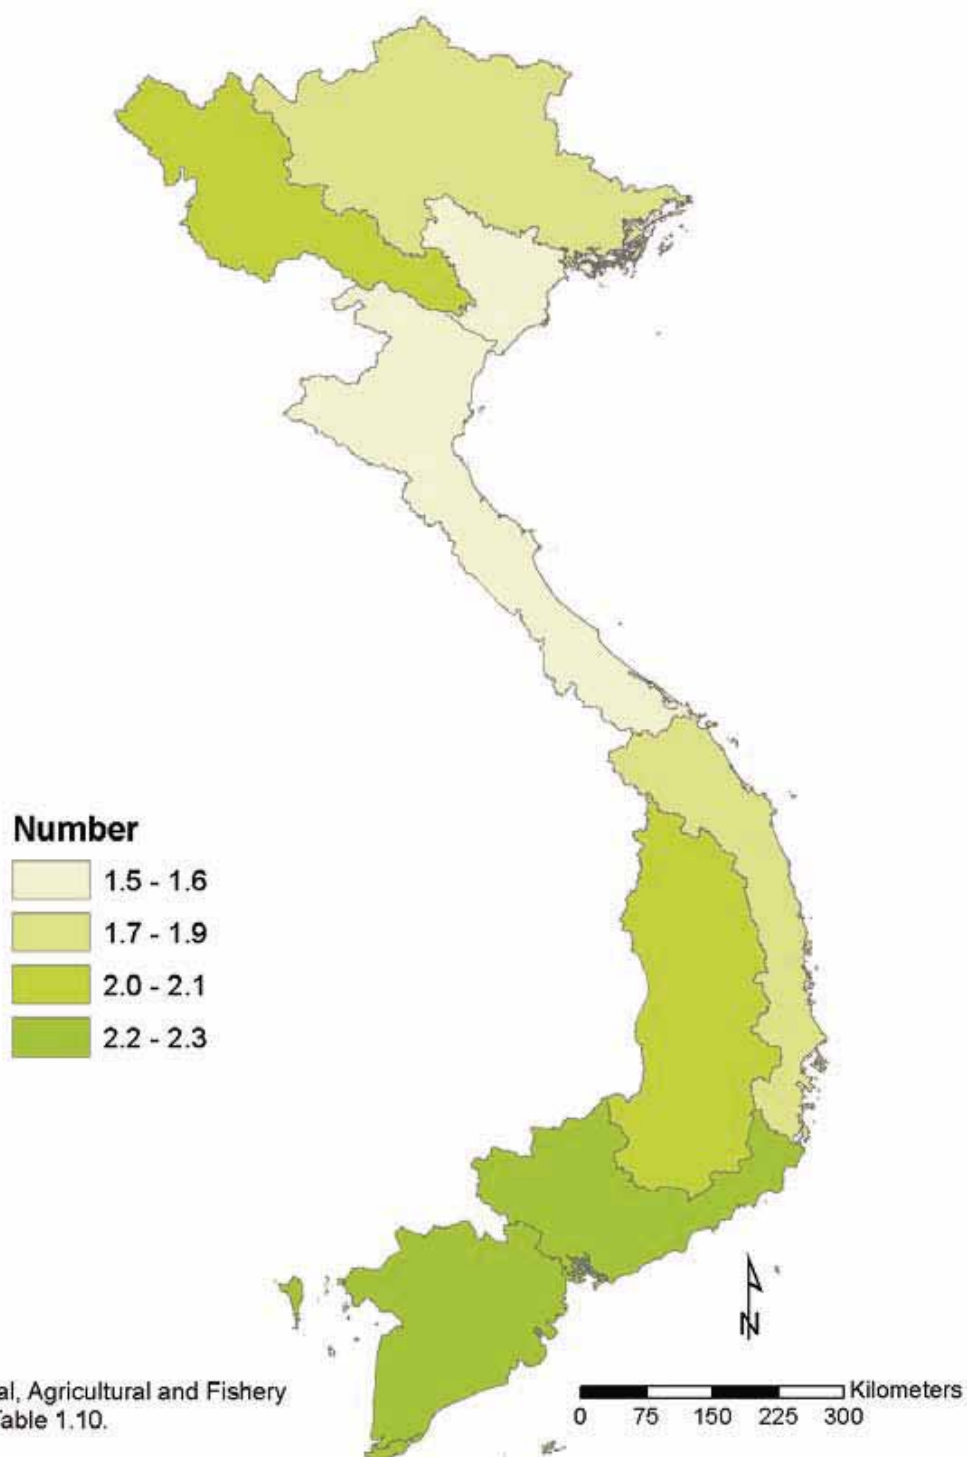 Number
1.5 - 1.6
1.7 - 1.9
2.0 - 2.1
2.2 - 2.3
N
al, Agricultural and Fishery
Table 1.10.
Kilometers
0 75 150 225 300